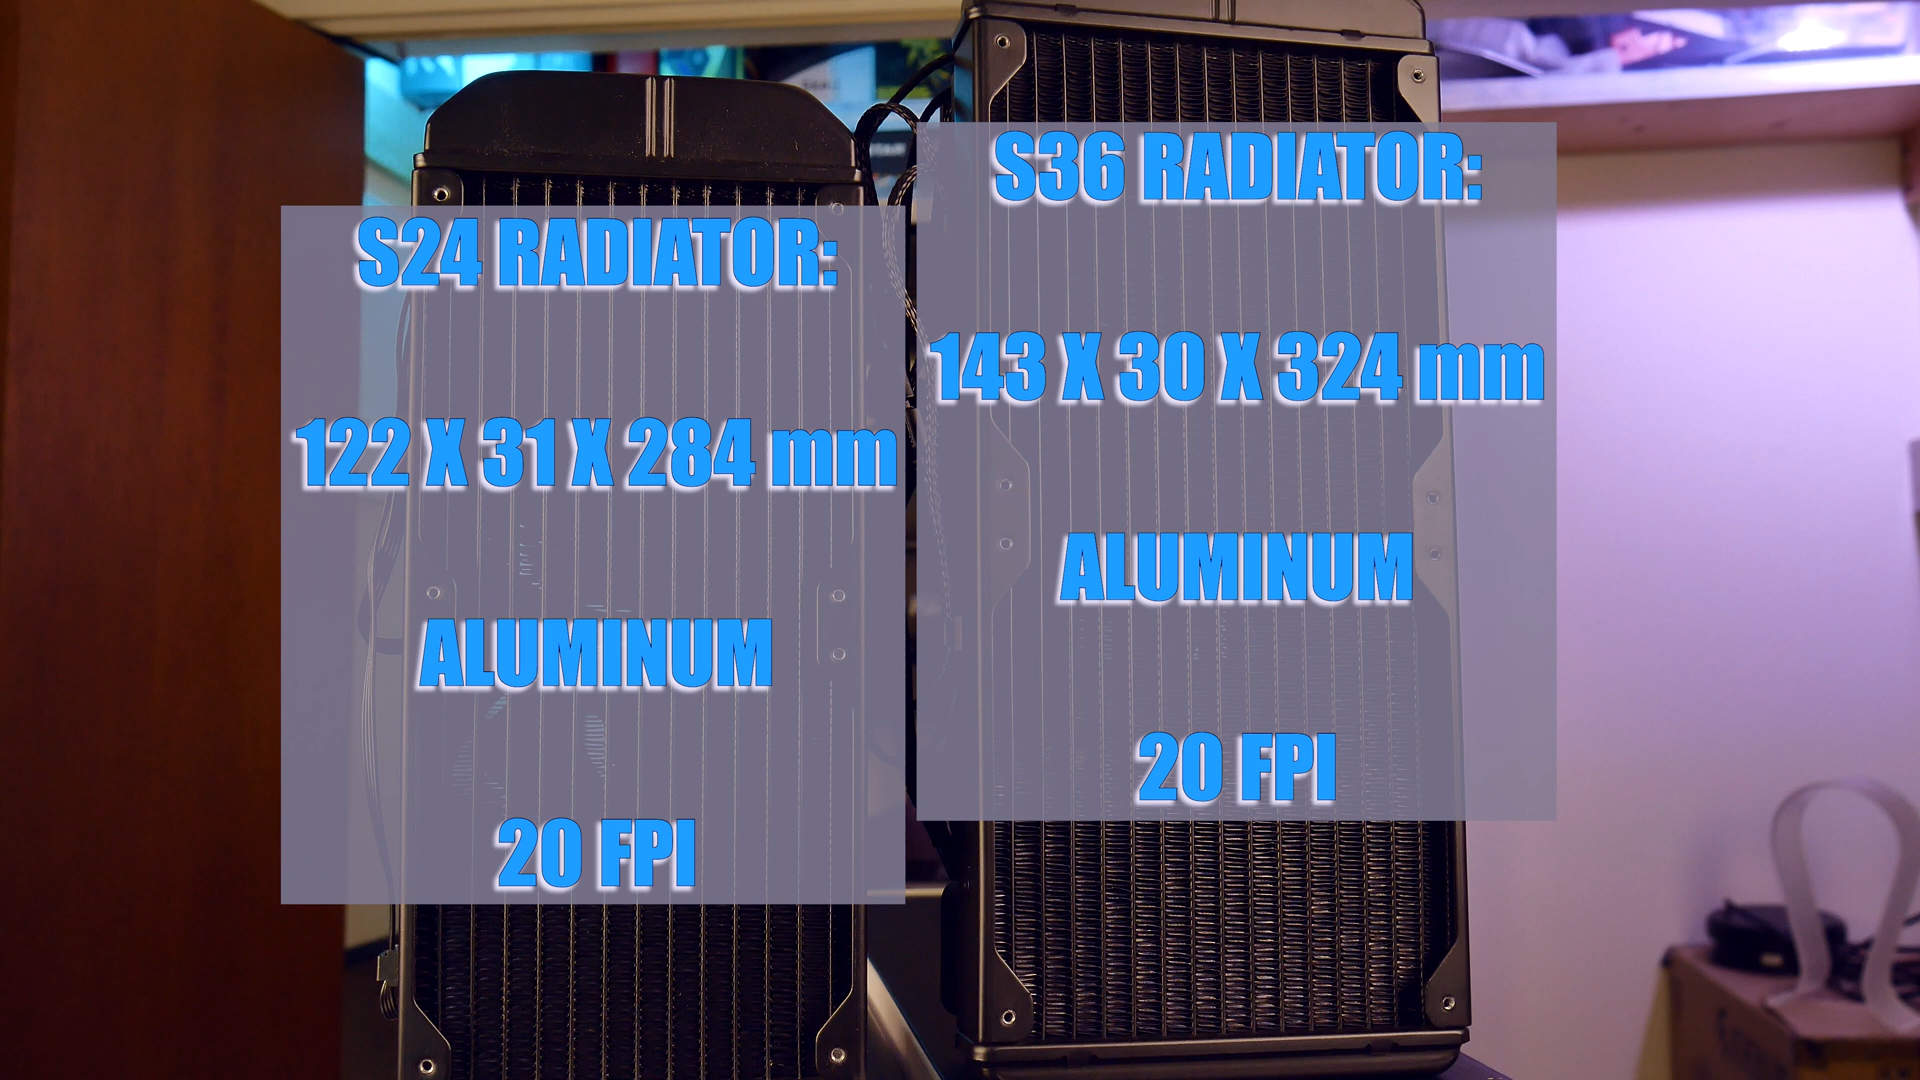 S24 RADIATOR:
122 X 31 X 284 mm
ALUMINUM
20 FPI
S36 RADIATOR:
143 X 30 X 324 mm
ALUMINUM
20 FPI